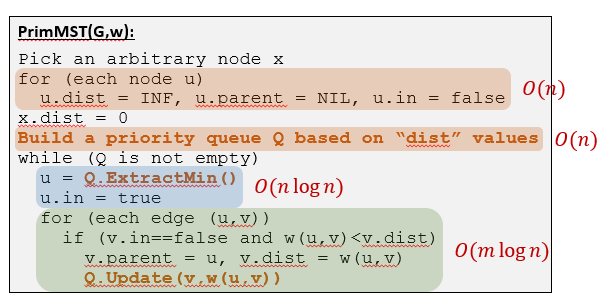 PrimMST(G,w):
Pick an arbitrary node x
for (each node u)
u.dist = INF, u.parent = NIL, u.in = false
O(n)
x.dist = 0
Build a priority queue Q based on “dist” values
O(n)
while (Q is not empty)
u = Q.ExtractMin()
u.in = true
O(n log n)
for (each edge (u,v))
if (v.in==false and w(u,v)<v.dist)
v.parent = u, v.dist = w(u,v)
Q.Update(v,w(u,v))
O(m log n)